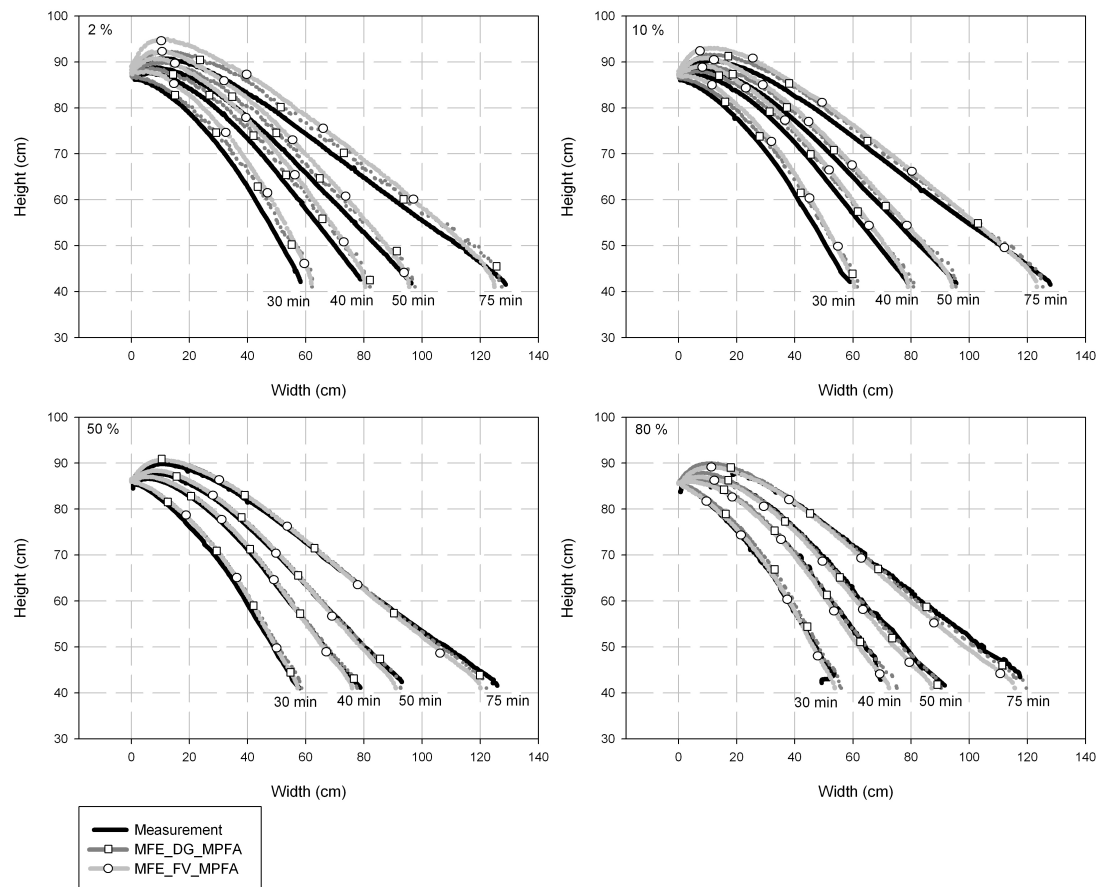 2 %
100
90
80
70
60
50
40
30
Height (cm)
30 min
40 min
50 min
75 min
0
20
40
60
80
100
120
140
Width (cm)
10 %
100
90
80
70
60
50
40
30
Height (cm)
30 min
40 min
50 min
75 min
0
20
40
60
80
100
120
140
Width (cm)
50 %
100
90
80
70
60
50
40
30
Height (cm)
30 min
40 min
50 min
75 min
0
20
40
60
80
100
120
140
Width (cm)
80 %
100
90
80
70
60
50
40
30
Height (cm)
30 min
40 min
50 min
75 min
0
20
40
60
80
100
120
140
Width (cm)
Measurement
MFE_DG_MPFA
MFE_FV_MPFA